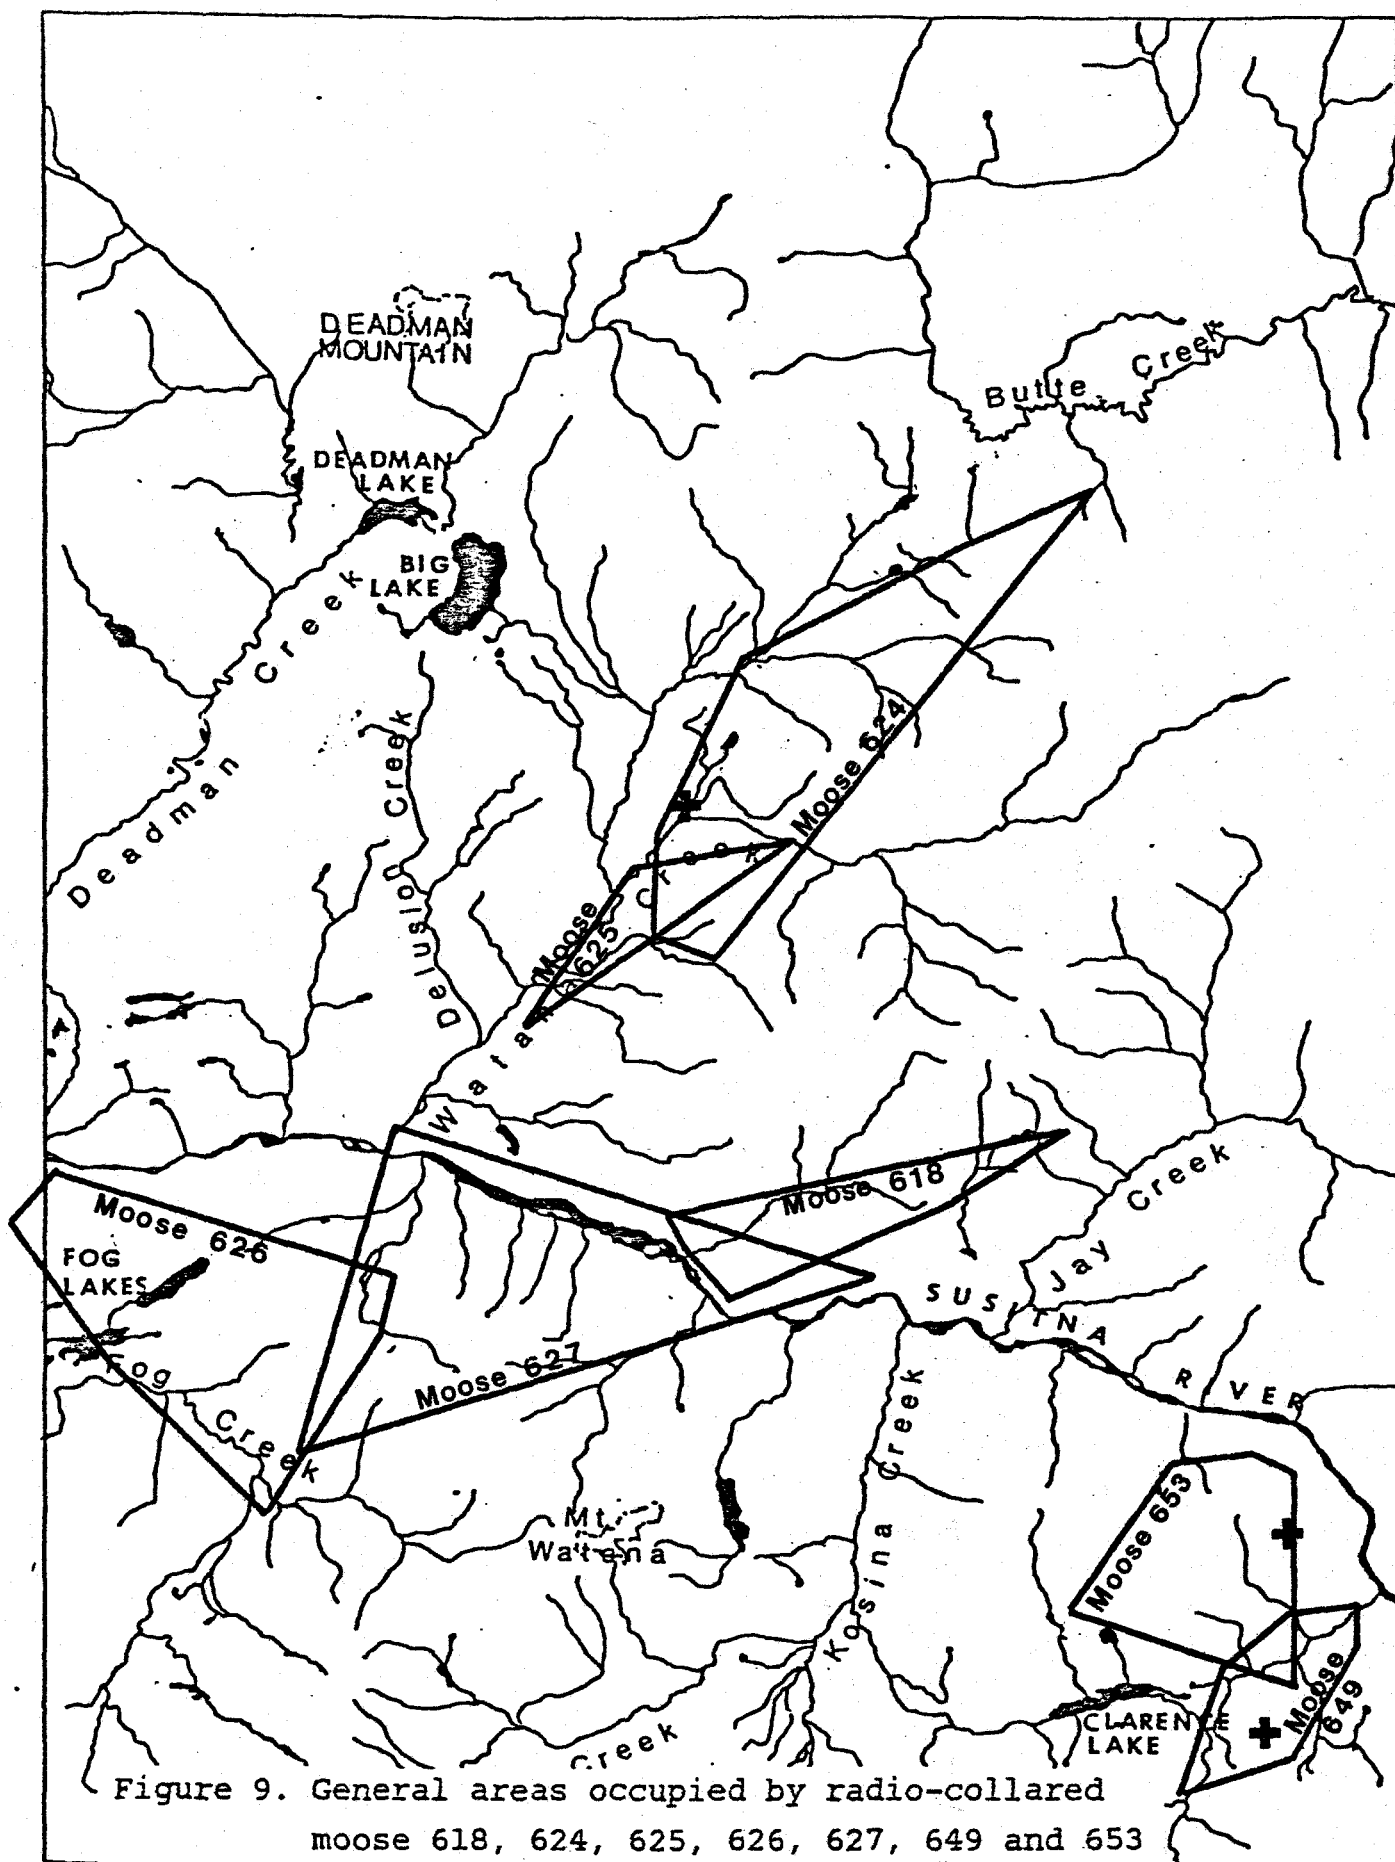 DEADMAN
MOUNTAIN
Butte Creek
DEADMAN
LAKE
BIG
LAKE
Deadman Creek
Delusion Creek
Moose 624
Moose
625
Watana Creek
Moose 618
Moose 626
FOG
LAKES
Fog Creek
Moose 627
Jay Creek
SUSITNA RIVER
Kosina Creek
Mt.
Watana
Moose 653
Moose
649
CLARENCE
LAKE
Creek
Figure 9. General areas occupied by radio-collared
moose 618, 624, 625, 626, 627, 649 and 653